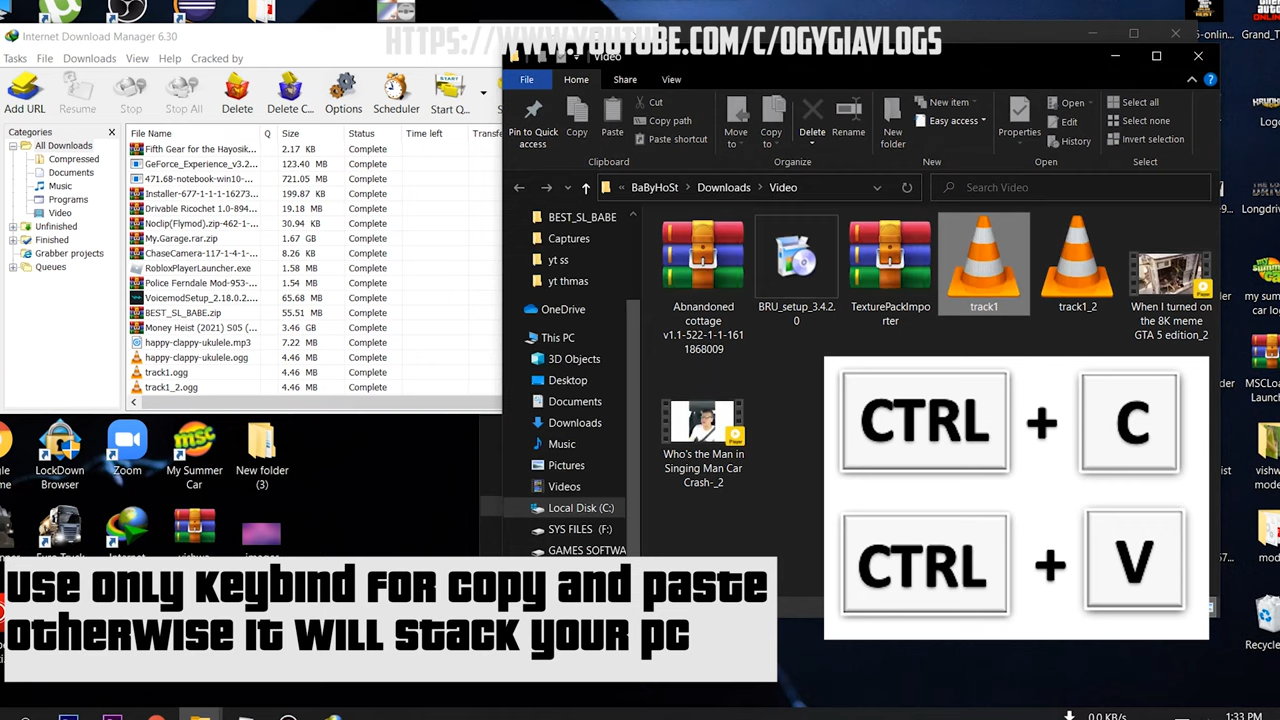 HTTPS://WWW.YOUTUBE.COM/C/OGYGIAVLOGS
Internet Download Manager 6.30
Tasks File Downloads View Help Cracked by
Add URL
Resume
Stop
Stop All
Delete
Delete C...
Options
Scheduler
Start Q...
Categories
All Downloads
Compressed
Documents
Music
Programs
Video
Unfinished
Finished
Grabber projects
Queues
File Name Q Size Status Time left Transfe
Fifth Gear for the Hayosik... 2.17 KB Complete
GeForce_Experience_v3.2... 123.40 MB Complete
471.68-notebook-win10-... 721.05 MB Complete
Installer-677-1-1-1-16273... 199.87 KB Complete
Drivable Ricochet 1.0-894... 19.18 MB Complete
Noclip(Flymod).zip-462-1-... 30.94 KB Complete
My.Garage.rar.zip 1.67 GB Complete
ChaseCamera-117-1-4-1-... 8.26 KB Complete
RobloxPlayerLauncher.exe 1.58 MB Complete
Police Ferndale Mod-953-... 1.54 MB Complete
VoicemodSetup_2.18.0.2... 65.68 MB Complete
BEST_SL_BABE.zip 55.51 MB Complete
Money Heist (2021) S05 (... 3.46 GB Complete
happy-clappy-ukulele.mp3 7.22 MB Complete
happy-clappy-ukulele.ogg 4.46 MB Complete
track1.ogg 4.46 MB Complete
track1_2.ogg 4.46 MB Complete
Video
File Home Share View
Pin to Quick
access
Copy
Paste
Cut
Copy path
Paste shortcut
Clipboard
Move
to
Copy
to
Delete
Rename
Organize
New
folder
New item
Easy access
New
Properties
Open
Edit
History
Open
Select all
Select none
Invert selection
Select
BaByHoSt Downloads Video
Search Video
BEST_SL_BABE
Captures
yt ss
yt thmas
OneDrive
This PC
3D Objects
Desktop
Documents
Downloads
Music
Pictures
Videos
Local Disk (C:)
SYS FILES (F:)
GAMES SOFTWA
Abnandoned
cottage
v1.1-522-1-1-161
1868009
BRU_setup_3.4.2.
0
TexturePackImp
orter
track1
track1_2
When I turned on
the 8K meme
GTA 5 edition_2
Who's the Man in
Singing Man Car
Crash-_2
CTRL + C
CTRL + V
LockDown
Browser
Zoom
My Summer
Car
New folder
(3)
Internet
USE ONLY KEYBIND FOR COPY AND PASTE
OTHERWISE IT WILL STACK YOUR PC
Recycle
0.0 KB/s
1:33 PM